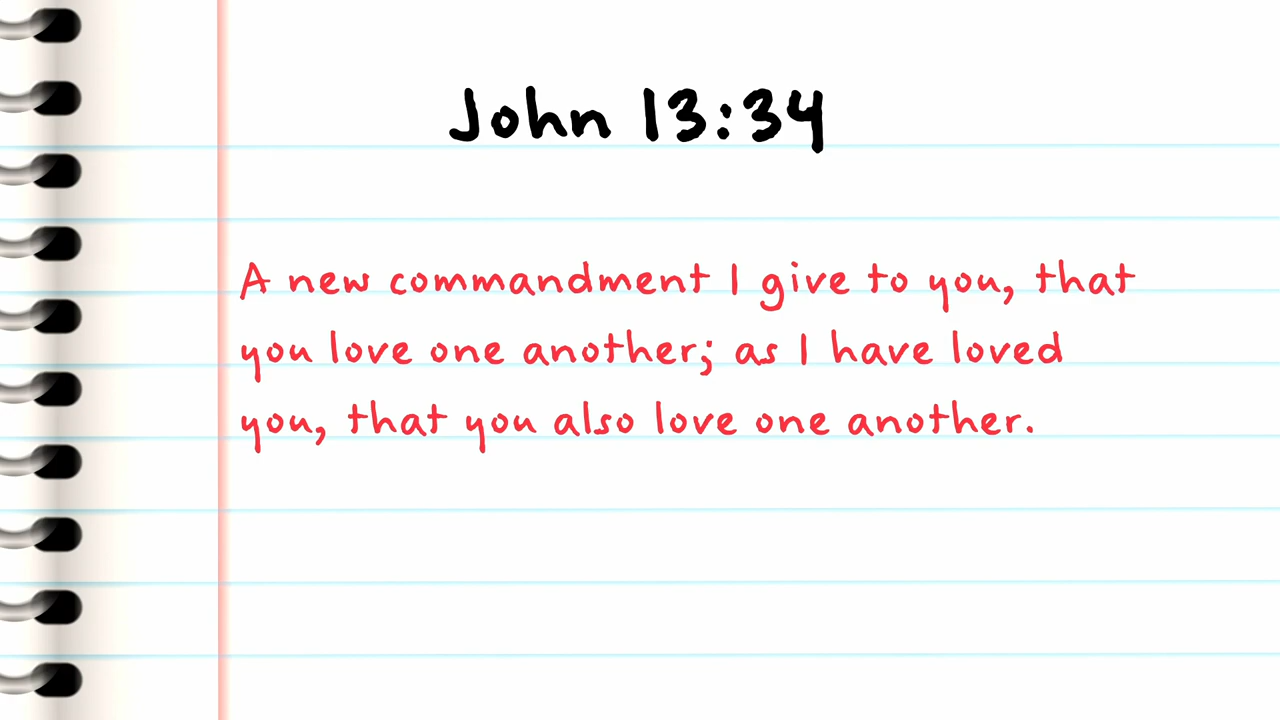 John 13:34
A new commandment I give to you, that
you love one another; as I have loved
you, that you also love one another.